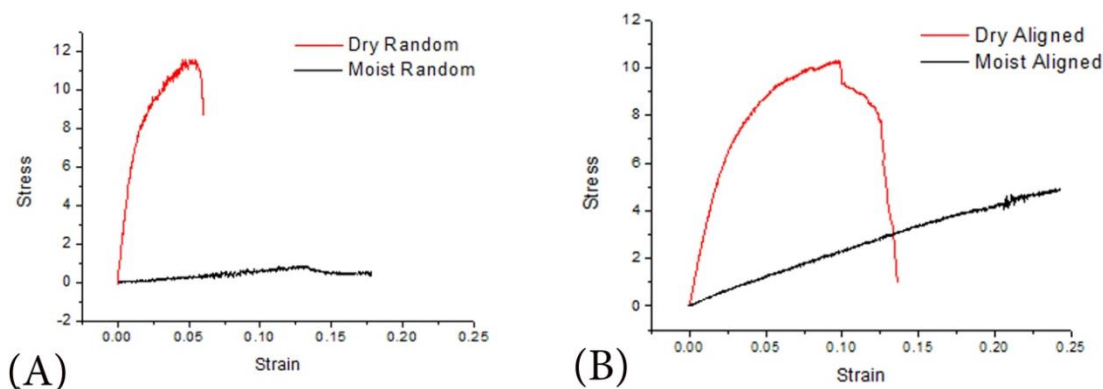 12
10
8
6
4
2
0
-2
Stress
0.00 0.05 0.10 0.15 0.20 0.25
Strain
Dry Random
Moist Random
(A)
12
10
8
6
4
2
0
Stress
0.00 0.05 0.10 0.15 0.20 0.25
Strain
Dry Aligned
Moist Aligned
(B)